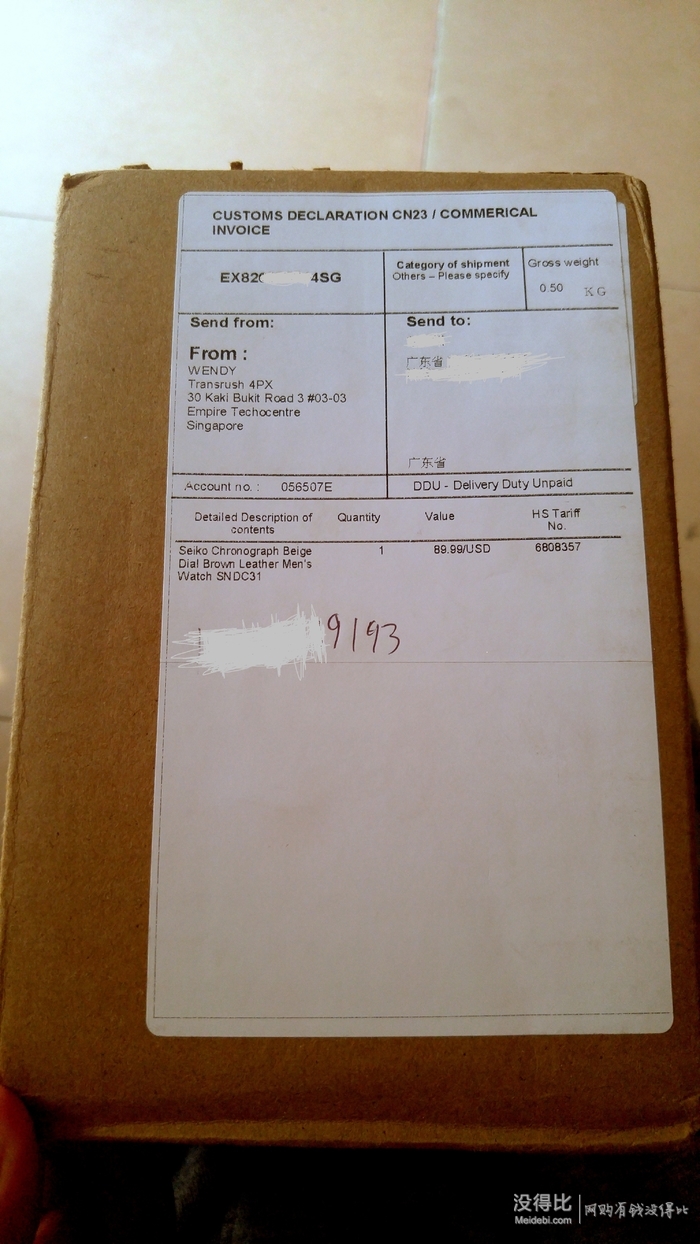 CUSTOMS DECLARATION CN23 / COMMERICAL
INVOICE
EX820 4SG
Category of shipment
Others – Please specify
Gross weight
0.50 KG
Send from:
From :
WENDY
Transrush 4PX
30 Kaki Bukit Road 3 #03-03
Empire Techocentre
Singapore
Send to:
广东省
广东省
Account no. : 056507E
DDU - Delivery Duty Unpaid
Detailed Description of
contents
Quantity
Value
HS Tariff
No.
Seiko Chronograph Beige
Dial Brown Leather Men's
Watch SNDC31
1
89.99/USD
6808357
9193
没得比
Meidebi.com
网购有钱没得比